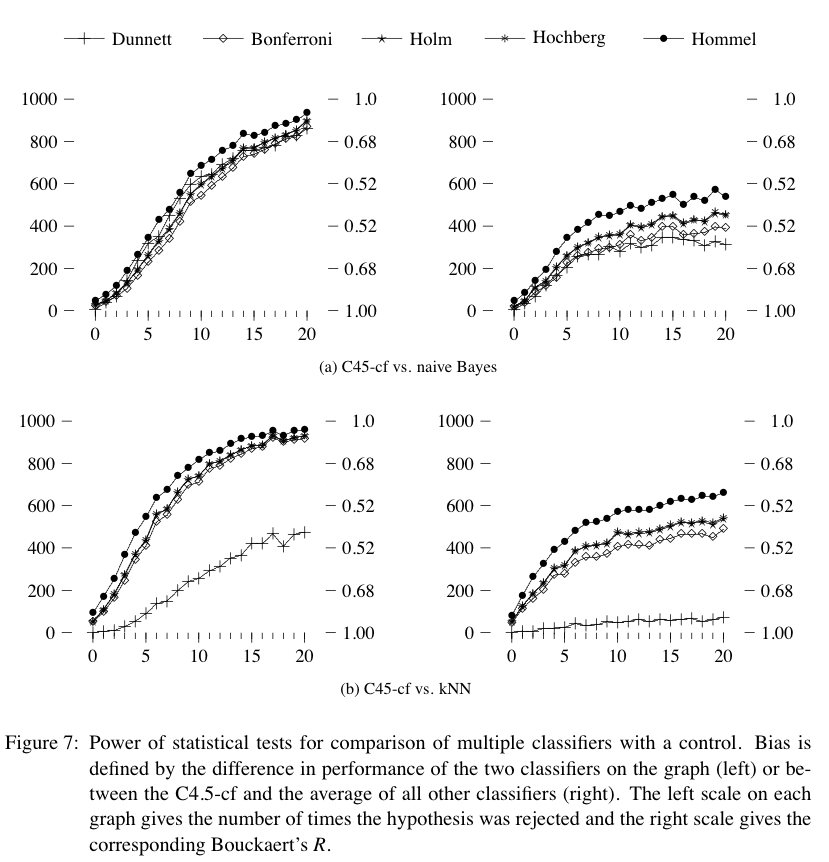 Dunnett Bonferroni Holm Hochberg Hommel
1000 1.0 1000 1.0
800 0.68 800 0.68
600 0.52 600 0.52
400 0.52 400 0.52
200 0.68 200 0.68
0 1.00 0 1.00
0 5 10 15 20 0 5 10 15 20
(a) C45-cf vs. naive Bayes
1000 1.0 1000 1.0
800 0.68 800 0.68
600 0.52 600 0.52
400 0.52 400 0.52
200 0.68 200 0.68
0 1.00 0 1.00
0 5 10 15 20 0 5 10 15 20
(b) C45-cf vs. kNN
Figure 7: Power of statistical tests for comparison of multiple classifiers with a control. Bias is
defined by the difference in performance of the two classifiers on the graph (left) or be-
tween the C4.5-cf and the average of all other classifiers (right). The left scale on each
graph gives the number of times the hypothesis was rejected and the right scale gives the
corresponding Bouckaert's R.